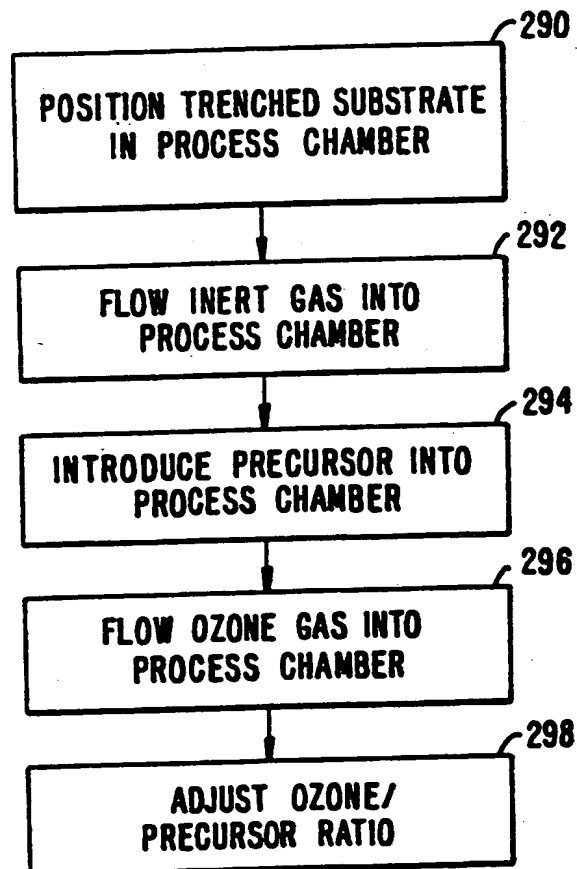 290
POSITION TRENCHED SUBSTRATE
IN PROCESS CHAMBER
292
FLOW INERT GAS INTO
PROCESS CHAMBER
294
INTRODUCE PRECURSOR INTO
PROCESS CHAMBER
296
FLOW OZONE GAS INTO
PROCESS CHAMBER
298
ADJUST OZONE/
PRECURSOR RATIO